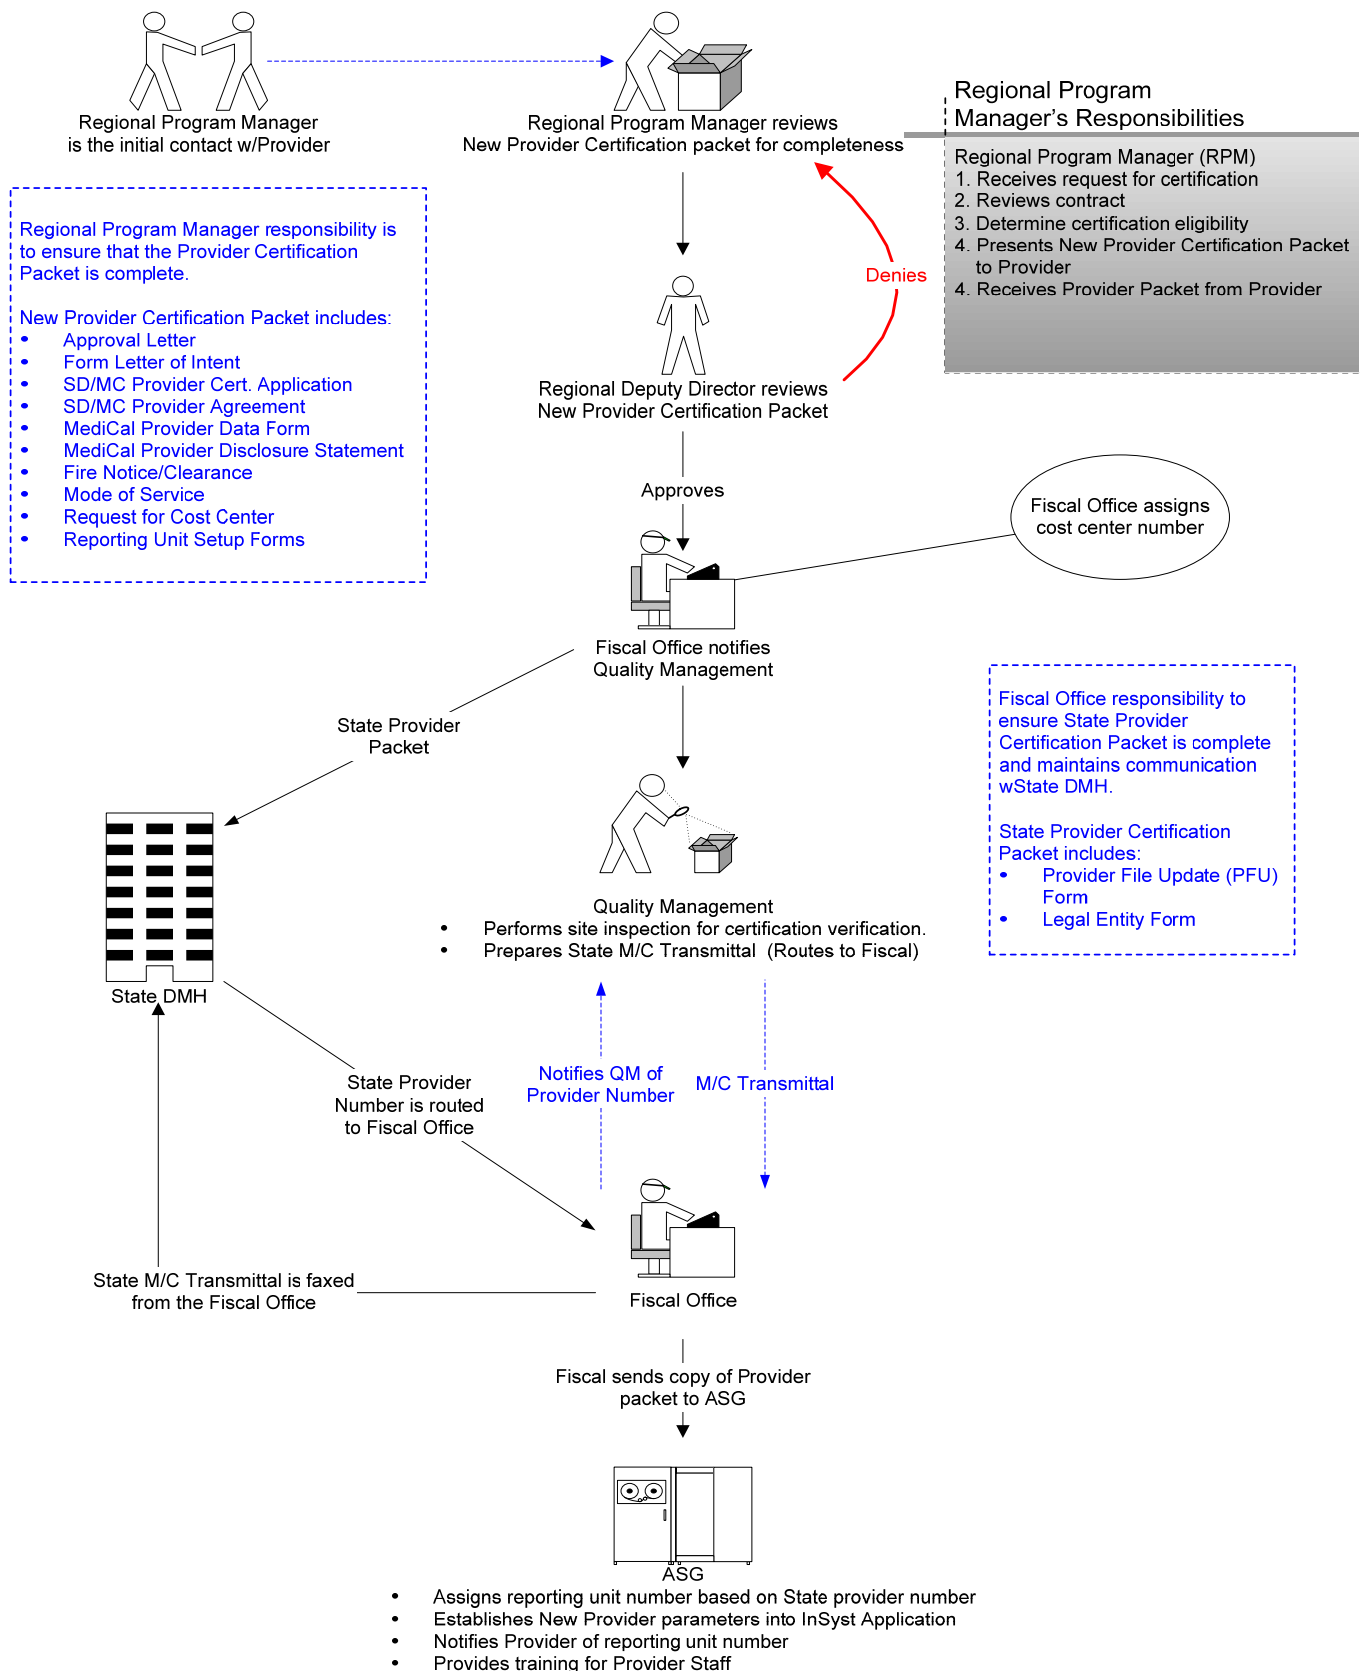 Regional Program Manager
is the initial contact w/Provider
Regional Program Manager reviews
New Provider Certification packet for completeness
Regional Program
Manager's Responsibilities
Regional Program Manager (RPM)
1. Receives request for certification
2. Reviews contract
3. Determine certification eligibility
4. Presents New Provider Certification Packet
to Provider
4. Receives Provider Packet from Provider
Regional Program Manager responsibility is
to ensure that the Provider Certification
Packet is complete.
New Provider Certification Packet includes:
• Approval Letter
• Form Letter of Intent
• SD/MC Provider Cert. Application
• SD/MC Provider Agreement
• MediCal Provider Data Form
• MediCal Provider Disclosure Statement
• Fire Notice/Clearance
• Mode of Service
• Request for Cost Center
• Reporting Unit Setup Forms
Denies
Regional Deputy Director reviews
New Provider Certification Packet
Approves
Fiscal Office assigns
cost center number
Fiscal Office notifies
Quality Management
State Provider
Packet
Fiscal Office responsibility to
ensure State Provider
Certification Packet is complete
and maintains communication
wState DMH.
State Provider Certification
Packet includes:
• Provider File Update (PFU)
Form
• Legal Entity Form
Quality Management
• Performs site inspection for certification verification.
• Prepares State M/C Transmittal (Routes to Fiscal)
State DMH
State Provider
Number is routed
to Fiscal Office
Notifies QM of
Provider Number
M/C Transmittal
State M/C Transmittal is faxed
from the Fiscal Office
Fiscal Office
Fiscal sends copy of Provider
packet to ASG
ASG
• Assigns reporting unit number based on State provider number
• Establishes New Provider parameters into InSyst Application
• Notifies Provider of reporting unit number
• Provides training for Provider Staff